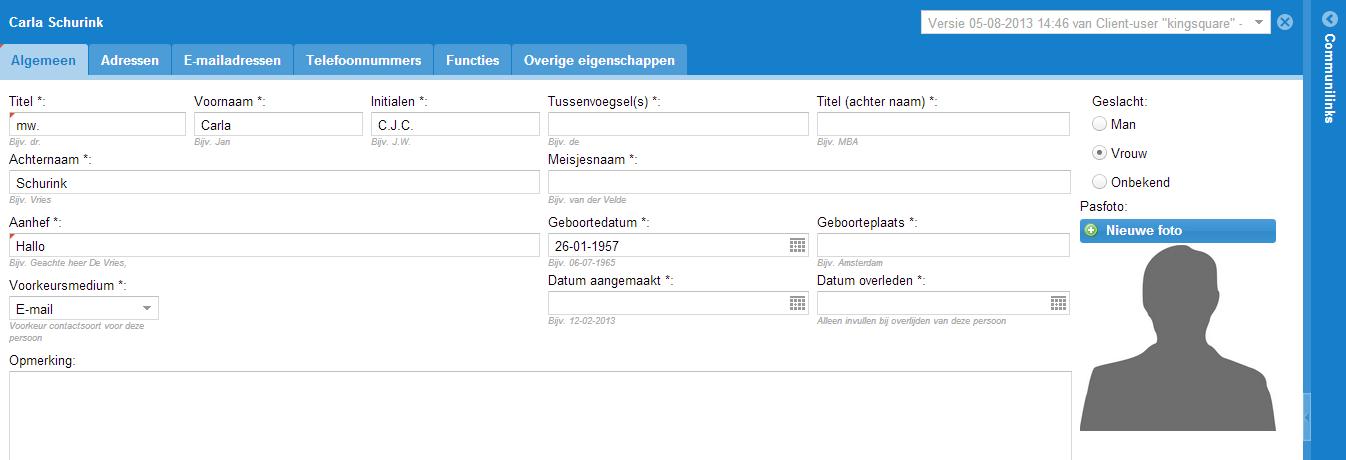 Carla Schurink
Versie 05-08-2013 14:46 van Client-user "kingsquare" -
Communilinks
Algemeen Adressen E-mailadressen Telefoonnummers Functies Overige eigenschappen
Titel *: Voornaam *: Initialen *: Tussenvoegsel(s) *: Titel (achter naam) *: Geslacht:
mw. Carla C.J.C. Man
Bijv. dr. Bijv. Jan Bijv. J.W. Bijv. de Bijv. MBA
Achternaam *: Meisjesnaam *: Vrouw
Schurink Onbekend
Bijv. Vries Bijv. van der Velde
Pasfoto:
Aanhef *: Geboortedatum *: Geboorteplaats *: Nieuwe foto
Hallo 26-01-1957
Bijv. Geachte heer De Vries, Bijv. 06-07-1965 Bijv. Amsterdam
Voorkeursmedium *: Datum aangemaakt *: Datum overleden *:
E-mail
Voorkeur contactsoort voor deze Bijv. 12-02-2013 Alleen invullen bij overlijden van deze persoon
persoon
Opmerking: